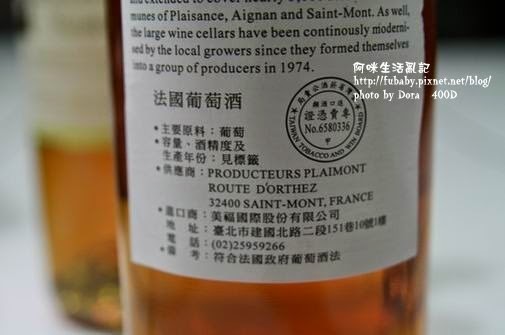 munes of Plaisance, Aignan and Saint-Mont. As well,
the large wine cellars have been continously moderni-
sed by the local growers since they formed themselves
into a group of producers in 1974.
阿咪生活亂記
http://fubaby.pixnet.net/blog/
photo by Dora 400D
法國葡萄酒
進口酒類
證憑賣專
No.6580336
甲
TAIWAN TOBACCO AND WINE BOARD
•主要原料：葡萄
•容量、酒精度及
生產年份：見標籤
•供應商：PRODUCTEURS PLAIMONT
ROUTE D'ORTHEZ
32400 SAINT-MONT, FRANCE
•進口商：美福國際股份有限公司
地 址：臺北市建國北路二段151巷10號1樓
電 話：(02)25959266
•備 考：符合法國政府葡萄酒法